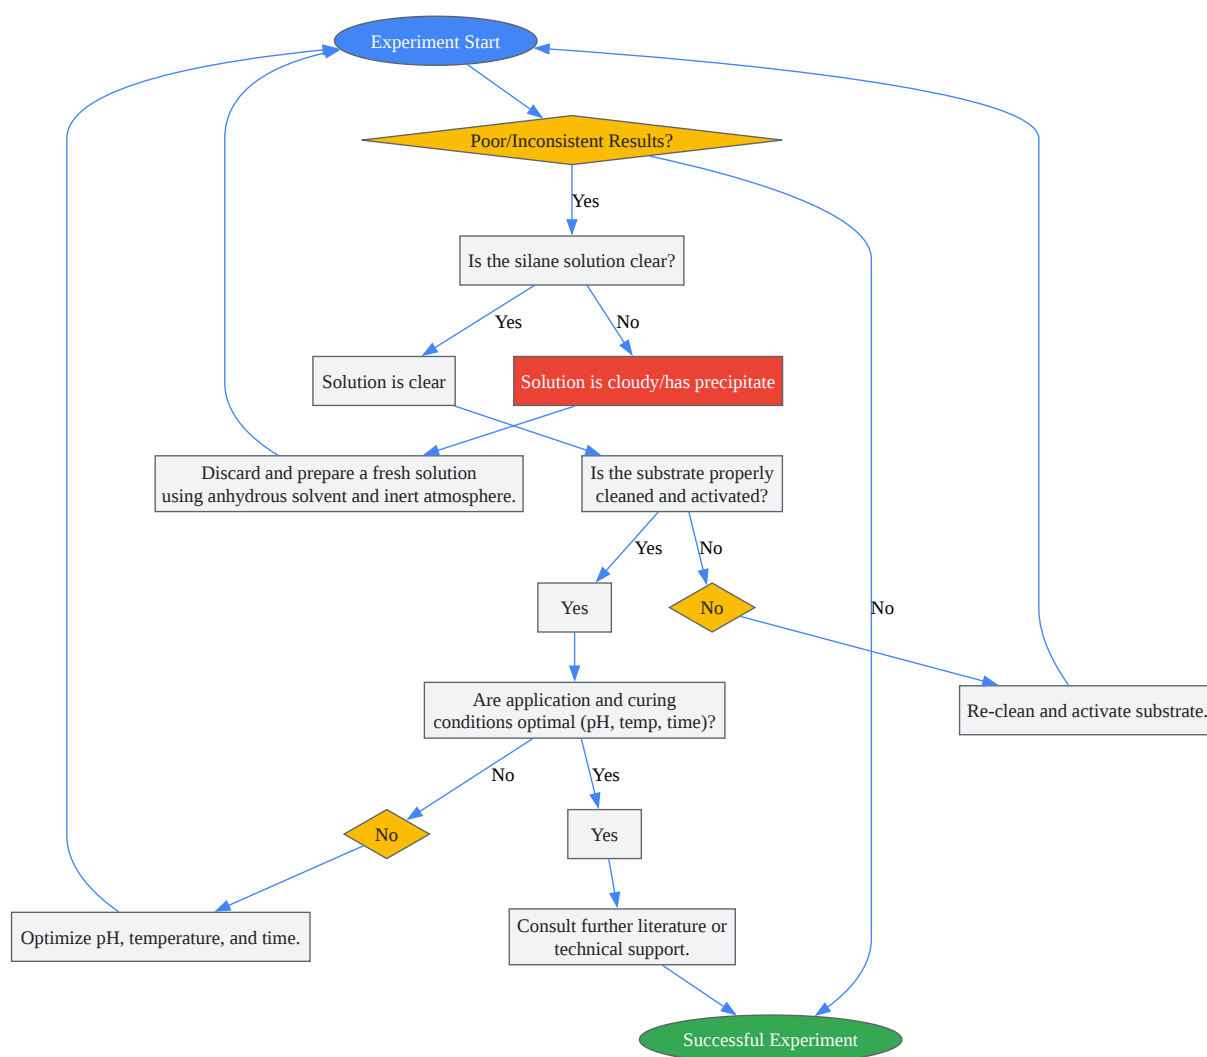 Experiment Start
Poor/Inconsistent Results?
Yes
Is the silane solution clear?
Yes
No
Solution is clear
Solution is cloudy/has precipitate
Discard and prepare a fresh solution
using anhydrous solvent and inert atmosphere.
Is the substrate properly
cleaned and activated?
Yes
No
Yes
No
No
Are application and curing
conditions optimal (pH, temp, time)?
Re-clean and activate substrate.
No
Yes
No
Yes
Optimize pH, temperature, and time.
Consult further literature or
technical support.
Successful Experiment